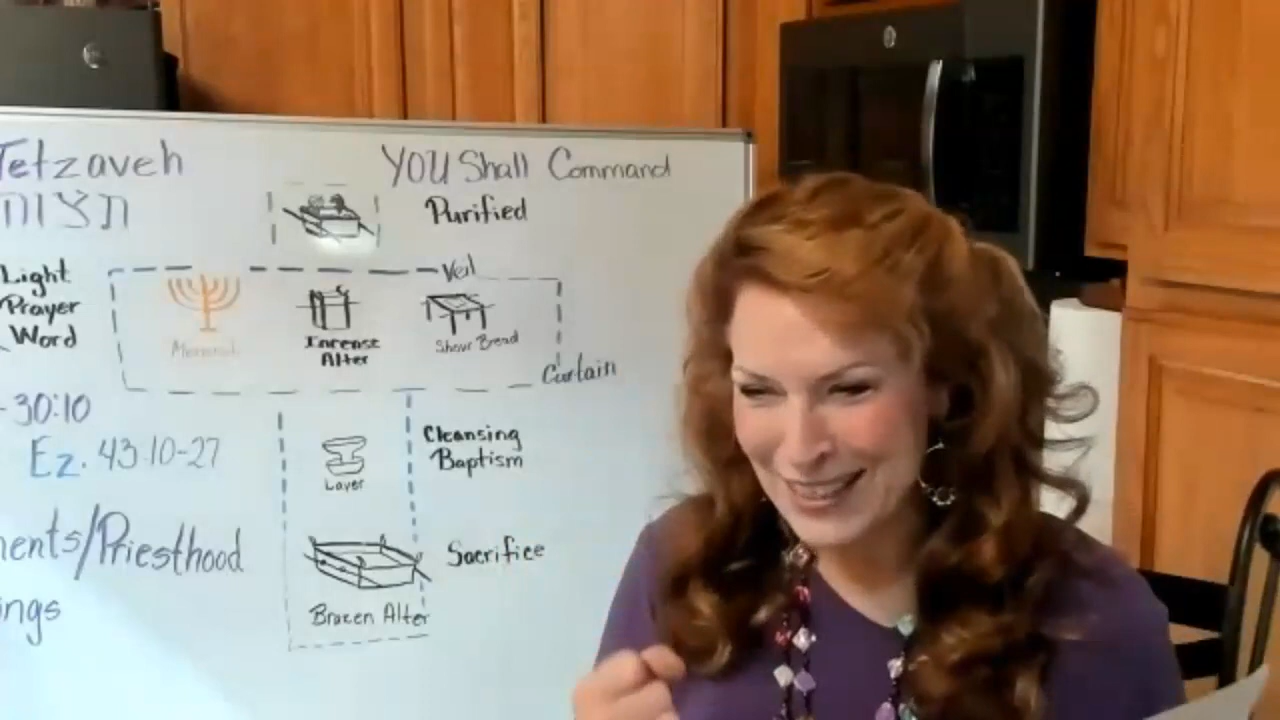 Tetzaveh
YOU Shall Command
תצוה
Purified
Light
Prayer
Word
Veil
Menorah
Incense
Alter
Show Bread
Curtain
-30:10
Ez. 43:10-27
Cleansing
Baptism
Laver
ments/Priesthood
Sacrifice
ings
Brazen Alter